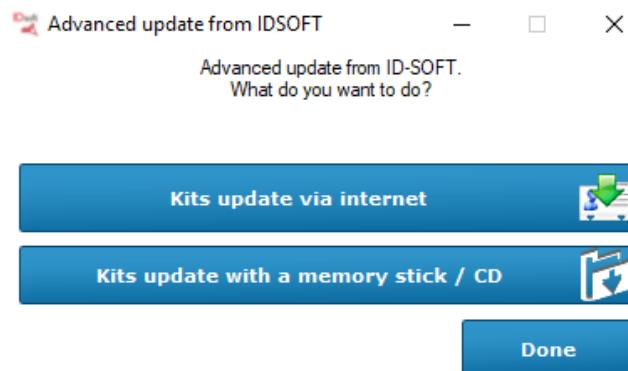 Advanced update from IDSOFT
Advanced update from ID-SOFT.
What do you want to do?
Kits update via internet
Kits update with a memory stick / CD
Done